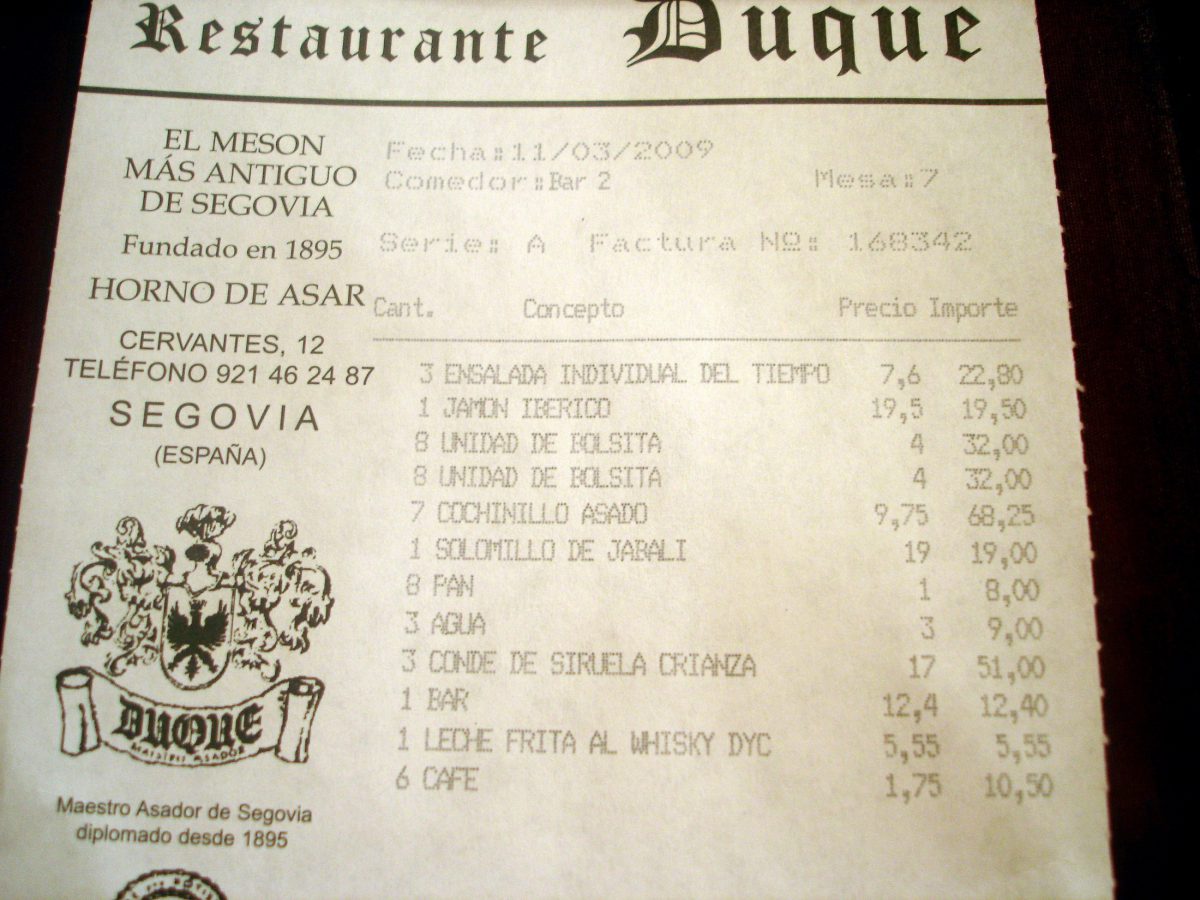 Restaurante Duque
EL MESON
MÁS ANTIGUO
DE SEGOVIA
Fundado en 1895
HORNO DE ASAR
CERVANTES, 12
TELÉFONO 921 46 24 87
SEGOVIA
(ESPAÑA)
DUQUE
MAESTRO ASADOR
Maestro Asador de Segovia
diplomado desde 1895
Fecha:11/03/2009
Comedor:Bar 2 Mesa:7
Serie: A Factura Nº: 168342
Cant. Concepto Precio Importe
3 ENSALADA INDIVIDUAL DEL TIEMPO 7,6 22,80
1 JAMON IBERICO 19,5 19,50
8 UNIDAD DE BOLSITA 4 32,00
8 UNIDAD DE BOLSITA 4 32,00
7 COCHINILLO ASADO 9,75 68,25
1 SOLOMILLO DE JABALI 19 19,00
8 PAN 1 8,00
3 AGUA 3 9,00
3 CONDE DE SIRUELA CRIANZA 17 51,00
1 BAR 12,4 12,40
1 LECHE FRITA AL WHISKY DYC 5,55 5,55
6 CAFE 1,75 10,50